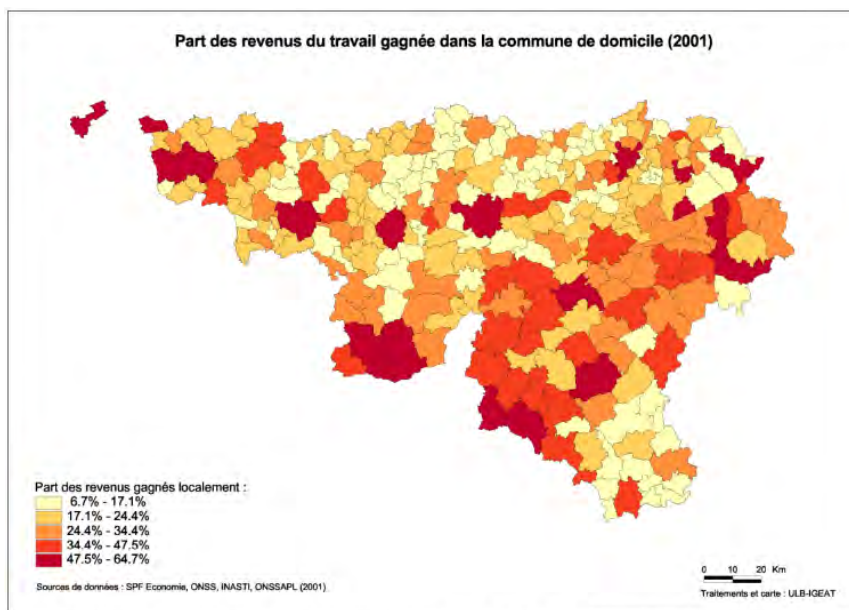 Part des revenus du travail gagnée dans la commune de domicile (2001)
Part des revenus gagnés localement :
6.7% - 17.1%
17.1% - 24.4%
24.4% - 34.4%
34.4% - 47.5%
47.5% - 64.7%
Sources de données : SPF Economie, ONSS, INASTI, ONSSAPL (2001)
0 10 20 Km
Traitements et carte : ULB-IGEAT